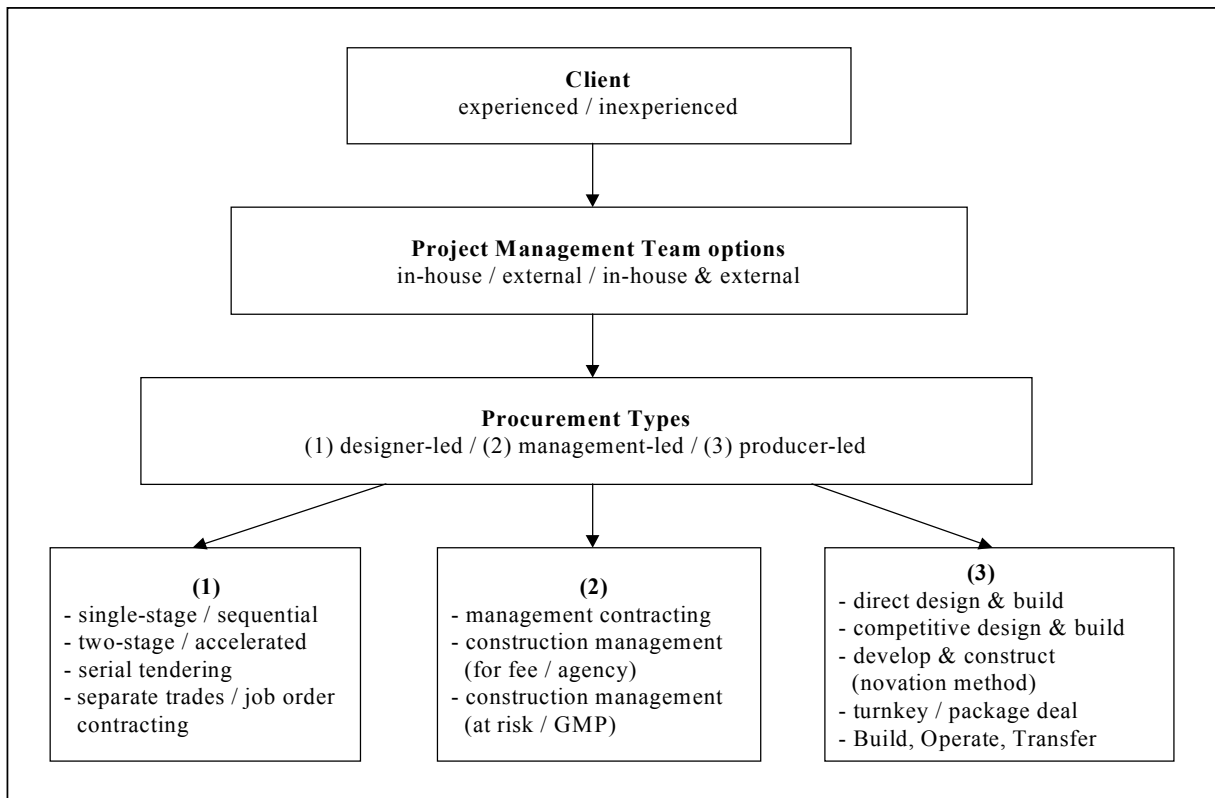 Client
experienced / inexperienced
Project Management Team options
in-house / external / in-house & external
Procurement Types
(1) designer-led / (2) management-led / (3) producer-led
(1)
- single-stage / sequential
- two-stage / accelerated
- serial tendering
- separate trades / job order
contracting
(2)
- management contracting
- construction management
(for fee / agency)
- construction management
(at risk / GMP)
(3)
- direct design & build
- competitive design & build
- develop & construct
(novation method)
- turnkey / package deal
- Build, Operate, Transfer